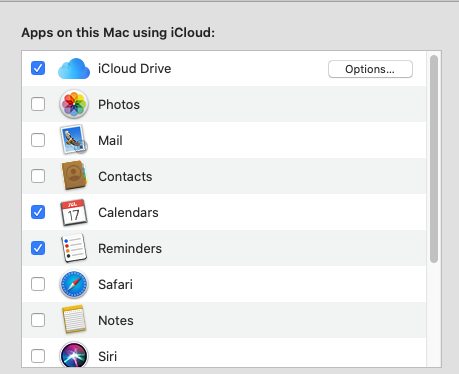 Apps on this Mac using iCloud:
iCloud Drive
Options...
Photos
Mail
Contacts
JUL
17
Calendars
Reminders
Safari
Notes
Siri